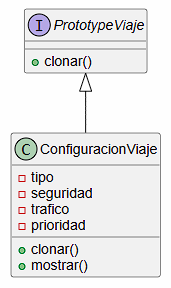 I PrototypeViaje
clonar()
C ConfiguracionViaje
tipo
seguridad
trafico
prioridad
clonar()
mostrar()